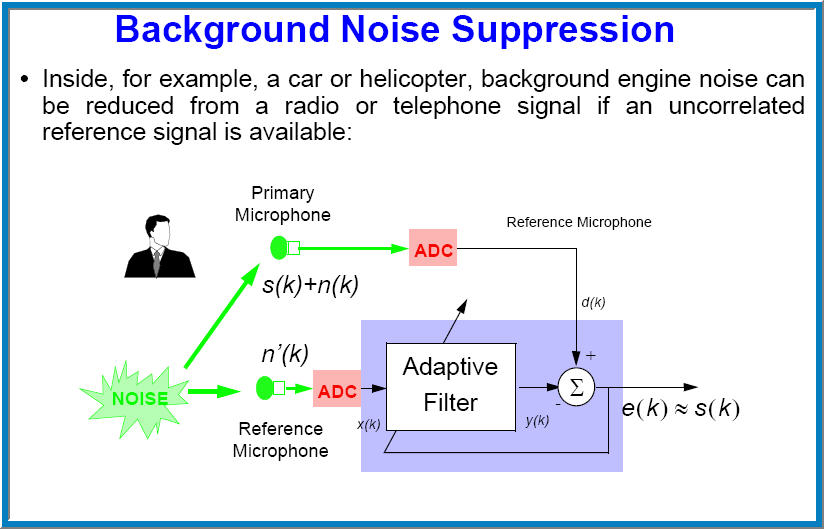 Background Noise Suppression
• Inside, for example, a car or helicopter, background engine noise can
be reduced from a radio or telephone signal if an uncorrelated
reference signal is available:
Primary
Microphone
Reference Microphone
ADC
s(k)+n(k)
d(k)
n’(k)
+
Adaptive
Filter
NOISE
ADC
Σ
-
x(k)
y(k)
e(k) ≈ s(k)
Reference
Microphone